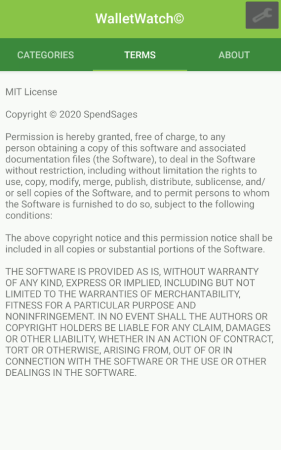 WalletWatch©
CATEGORIES
TERMS
ABOUT
MIT License
Copyright © 2020 SpendSages
Permission is hereby granted, free of charge, to any
person obtaining a copy of this software and associated
documentation files (the Software), to deal in the Software
without restriction, including without limitation the rights to
use, copy, modify, merge, publish, distribute, sublicense, and/
or sell copies of the Software, and to permit persons to whom
the Software is furnished to do so, subject to the following
conditions:
The above copyright notice and this permission notice shall be
included in all copies or substantial portions of the Software.
THE SOFTWARE IS PROVIDED AS IS, WITHOUT WARRANTY
OF ANY KIND, EXPRESS OR IMPLIED, INCLUDING BUT NOT
LIMITED TO THE WARRANTIES OF MERCHANTABILITY,
FITNESS FOR A PARTICULAR PURPOSE AND
NONINFRINGEMENT. IN NO EVENT SHALL THE AUTHORS OR
COPYRIGHT HOLDERS BE LIABLE FOR ANY CLAIM, DAMAGES
OR OTHER LIABILITY, WHETHER IN AN ACTION OF CONTRACT,
TORT OR OTHERWISE, ARISING FROM, OUT OF OR IN
CONNECTION WITH THE SOFTWARE OR THE USE OR OTHER
DEALINGS IN THE SOFTWARE.